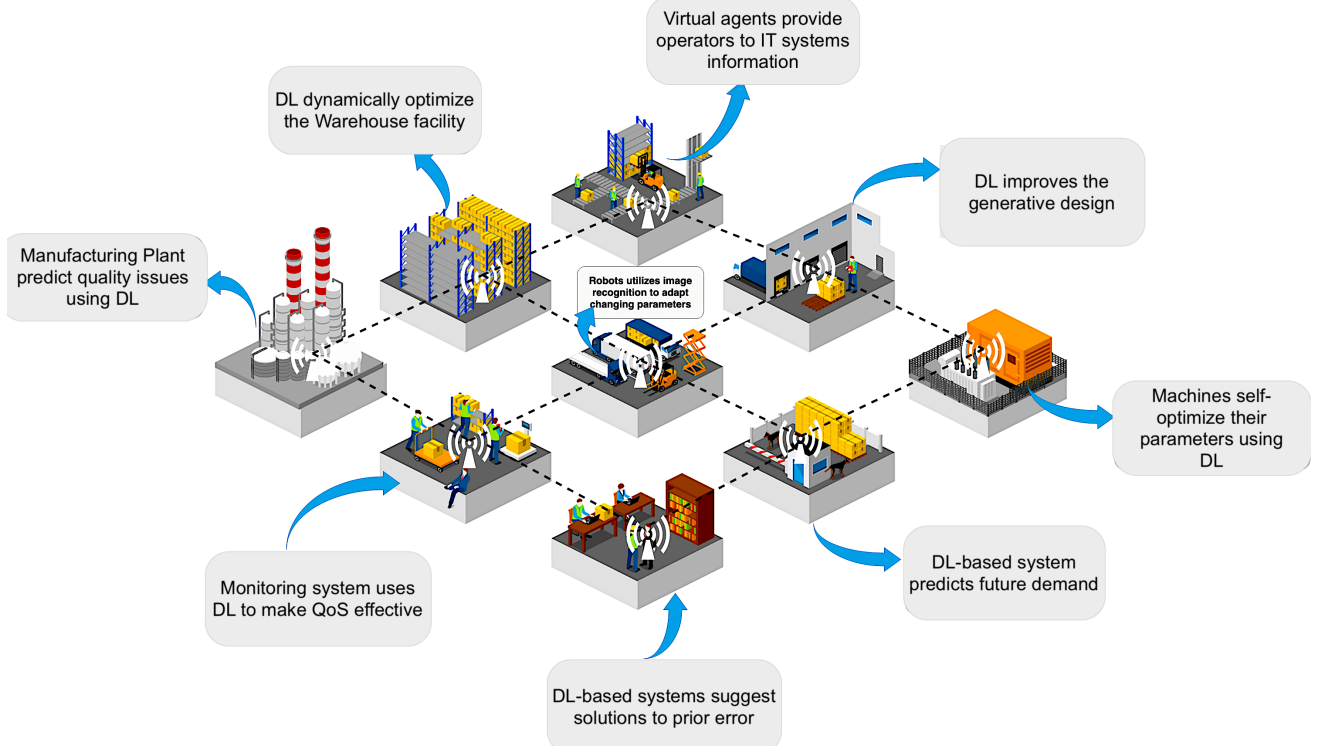 Virtual agents provide
operators to IT systems
information
DL dynamically optimize
the Warehouse facility
DL improves the
generative design
Manufacturing Plant
predict quality issues
using DL
Robots utilizes image
recognition to adapt
changing parameters
Machines self-
optimize their
parameters using
DL
Monitoring system uses
DL to make QoS effective
DL-based system
predicts future demand
DL-based systems suggest
solutions to prior error